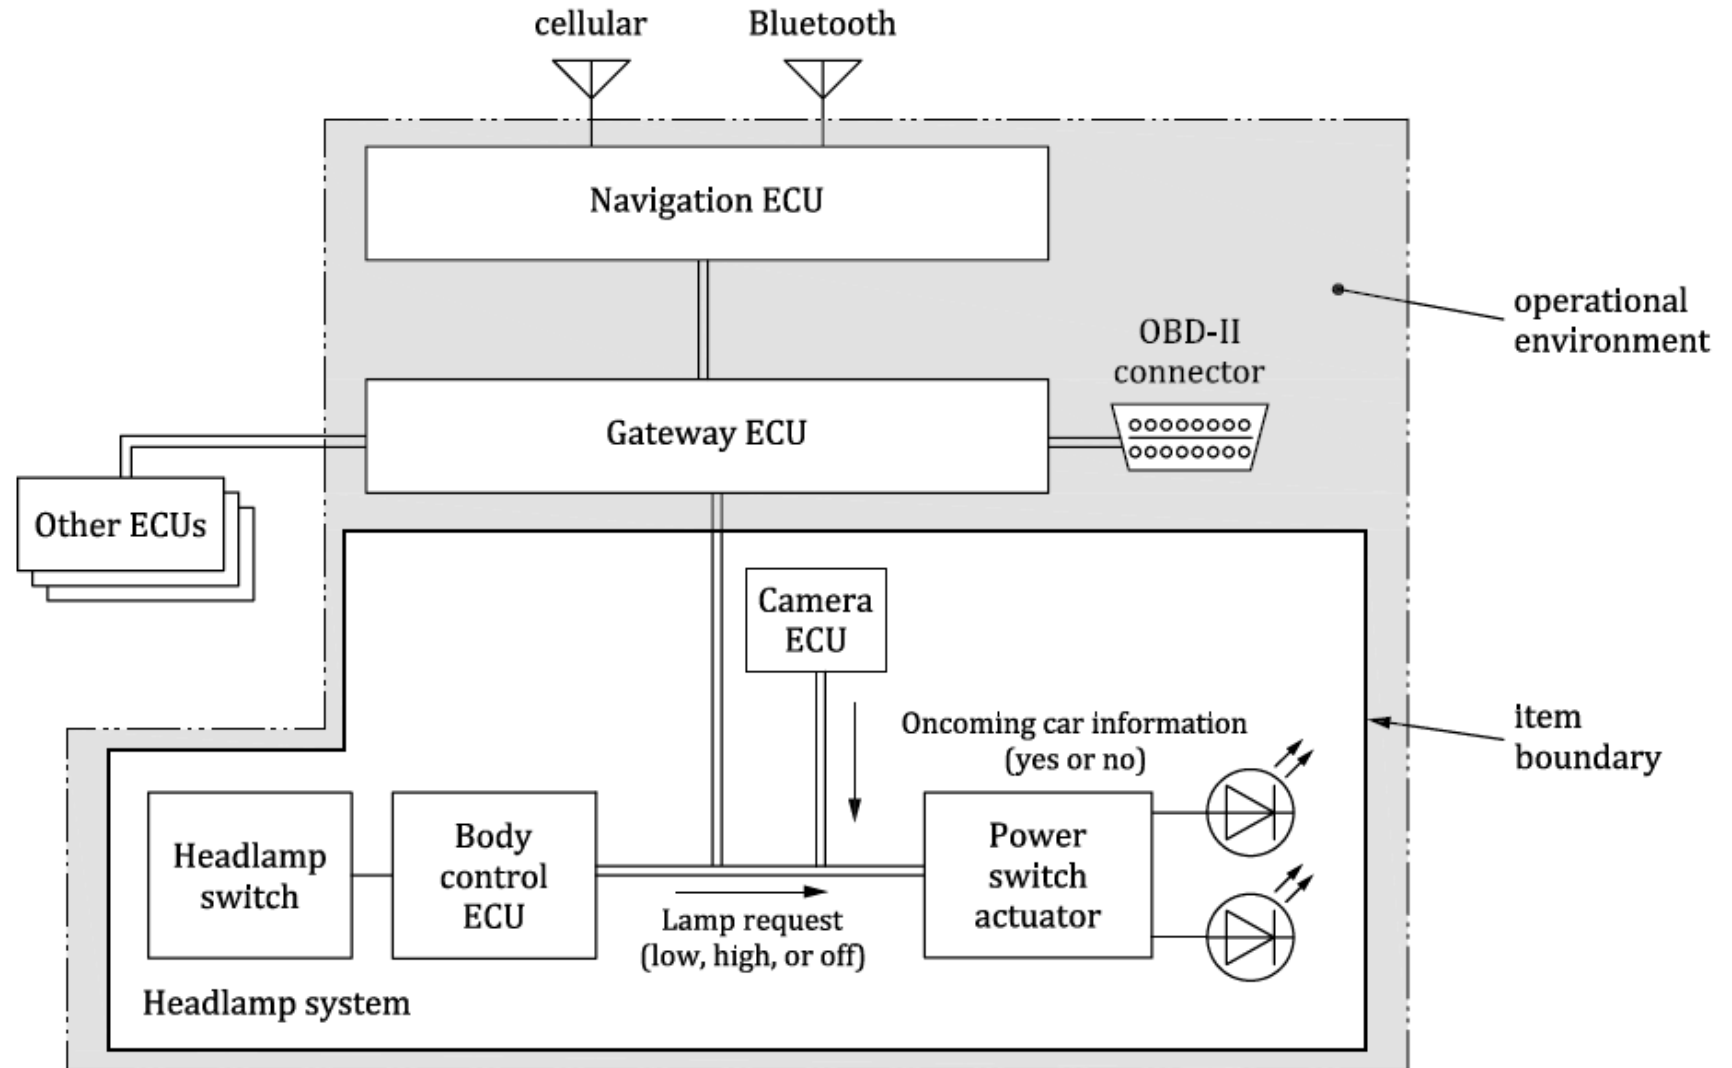 cellular
Bluetooth
Navigation ECU
operational
environment
OBD-II
connector
Gateway ECU
Other ECUs
Camera
ECU
Oncoming car information
(yes or no)
item
boundary
Headlamp
switch
Body
control
ECU
Lamp request
(low, high, or off)
Power
switch
actuator
Headlamp system